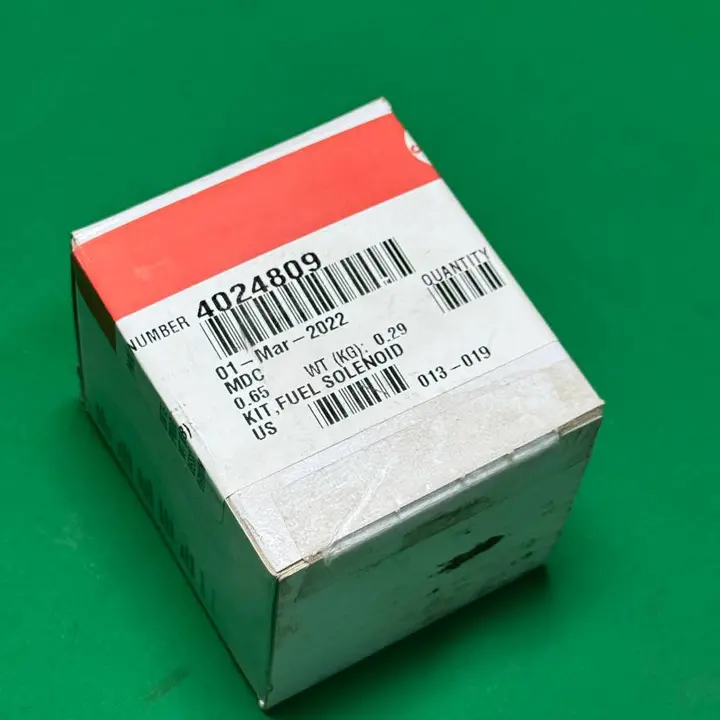 NUMBER 4024809
QUANTITY
01-Mar-2022
MDC
0.65 WT (KG): 0.29
KIT,FUEL SOLENOID
US 013-019